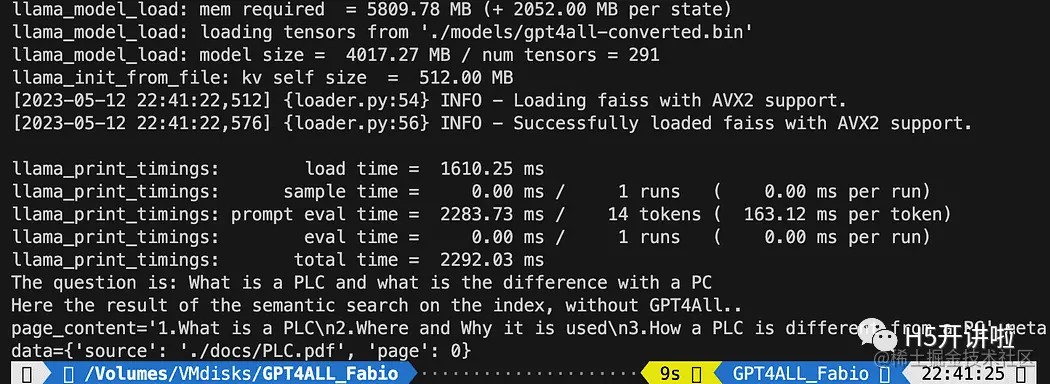 llama_model_load: mem required  = 5809.78 MB (+ 2052.00 MB per state)
llama_model_load: loading tensors from './models/gpt4all-converted.bin'
llama_model_load: model size =  4017.27 MB / num tensors = 291
llama_init_from_file: kv self size  =  512.00 MB
[2023-05-12 22:41:22,512] {loader.py:54} INFO - Loading faiss with AVX2 support.
[2023-05-12 22:41:22,576] {loader.py:56} INFO - Successfully loaded faiss with AVX2 support.
llama_print_timings:        load time =  1610.25 ms
llama_print_timings:      sample time =     0.00 ms /     1 runs   (    0.00 ms per run)
llama_print_timings: prompt eval time =  2283.73 ms /    14 tokens (  163.12 ms per token)
llama_print_timings:        eval time =     0.00 ms /     1 runs   (    0.00 ms per run)
llama_print_timings:       total time =  2292.03 ms
The question is: What is a PLC and what is the difference with a PC
Here the result of the semantic search on the index, without GPT4All..
page_content='1.What is a PLC\n2.Where and Why it is used\n3.How a PLC is different from a PC' meta
data={'source': './docs/PLC.pdf', 'page': 0}
H5开讲啦
@稀土掘金技术社区
/Volumes/VMdisks/GPT4ALL_Fabio 9s GPT4ALL_Fabio 22:41:25